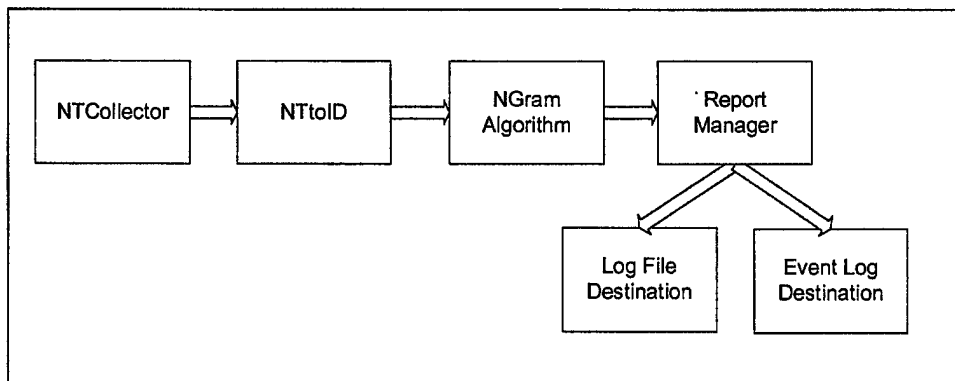 NTCollector
NTtoID
NGram
Algorithm
Report
Manager
Log File
Destination
Event Log
Destination